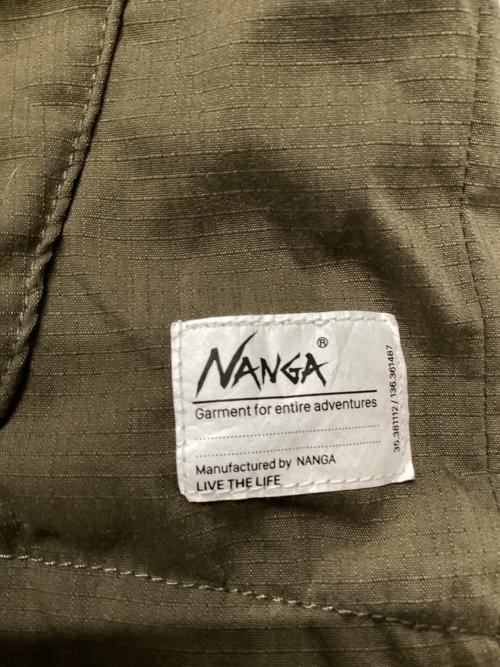 NANGA®
Garment for entire adventures
Manufactured by NANGA
LIVE THE LIFE
35.381112 / 136.361487